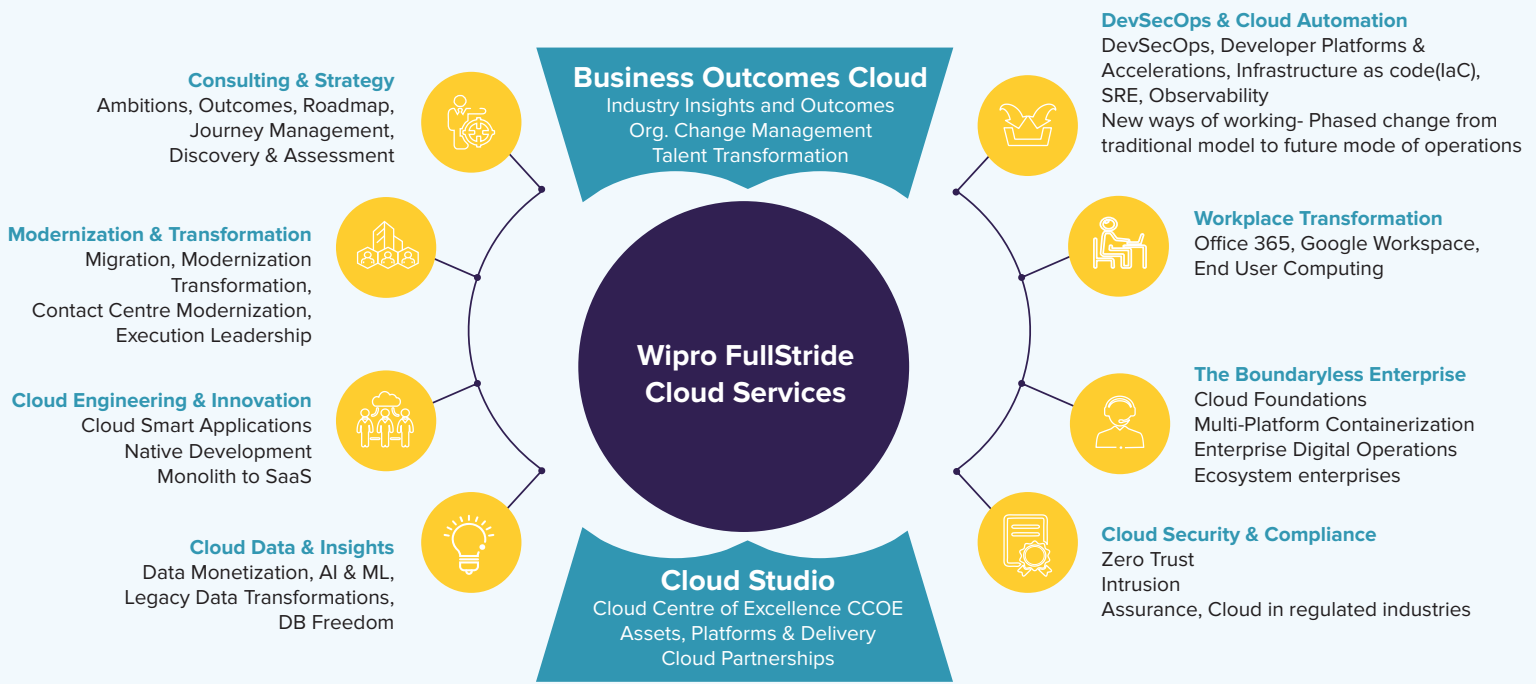 Consulting & Strategy
Ambitions, Outcomes, Roadmap,
Journey Management,
Discovery & Assessment
Modernization & Transformation
Migration, Modernization
Transformation,
Contact Centre Modernization,
Execution Leadership
Cloud Engineering & Innovation
Cloud Smart Applications
Native Development
Monolith to SaaS
Cloud Data & Insights
Data Monetization, AI & ML,
Legacy Data Transformations,
DB Freedom
Business Outcomes Cloud
Industry Insights and Outcomes
Org. Change Management
Talent Transformation
Wipro FullStride
Cloud Services
Cloud Studio
Cloud Centre of Excellence CCOE
Assets, Platforms & Delivery
Cloud Partnerships
DevSecOps & Cloud Automation
DevSecOps, Developer Platforms &
Accelerations, Infrastructure as code(IaC),
SRE, Observability
New ways of working- Phased change from
traditional model to future mode of operations
Workplace Transformation
Office 365, Google Workspace,
End User Computing
The Boundaryless Enterprise
Cloud Foundations
Multi-Platform Containerization
Enterprise Digital Operations
Ecosystem enterprises
Cloud Security & Compliance
Zero Trust
Intrusion
Assurance, Cloud in regulated industries